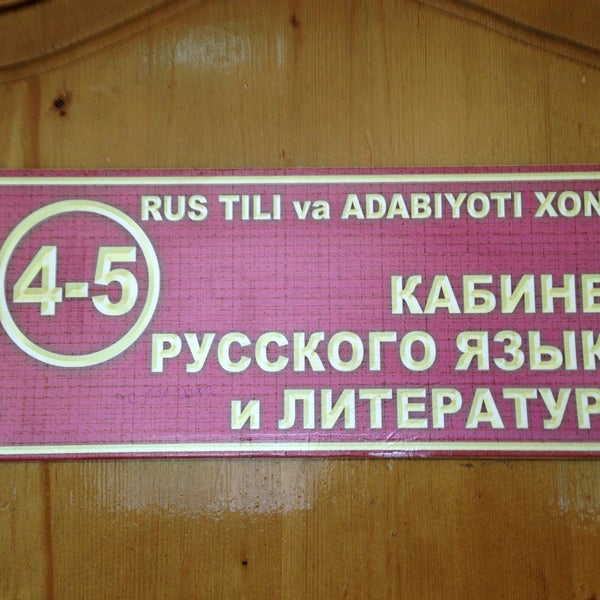 RUS TILI va ADABIYOTI XON
4-5
КАБИНЕ
РУССКОГО ЯЗЫК
и ЛИТЕРАТУР